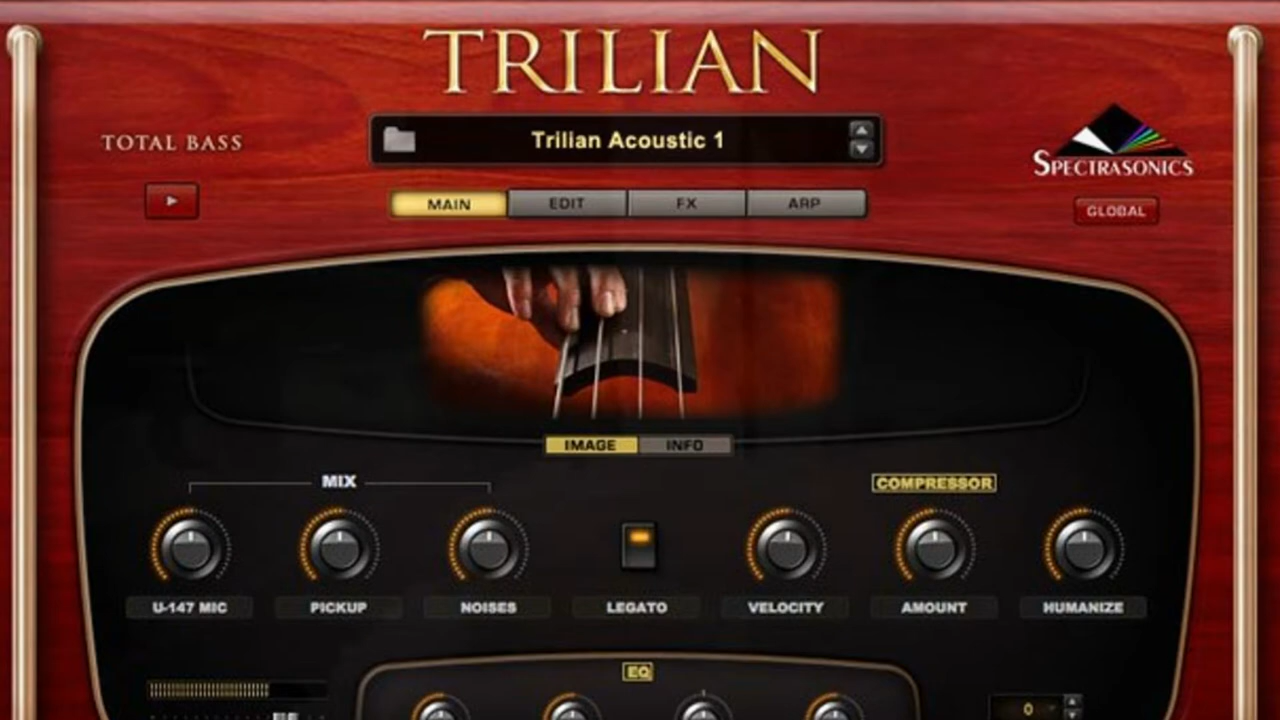 TRILIAN
TOTAL BASS
Trilian Acoustic 1
SPECTRASONICS
MAIN EDIT FX ARP
GLOBAL
IMAGE INFO
MIX
COMPRESSOR
U-147 MIC PICKUP NOISES LEGATO VELOCITY AMOUNT HUMANIZE
EQ
0